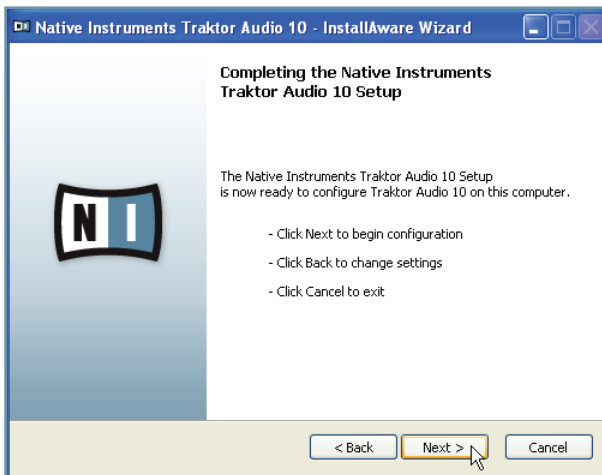 Native Instruments Traktor Audio 10 - InstallAware Wizard
Completing the Native Instruments
Traktor Audio 10 Setup
The Native Instruments Traktor Audio 10 Setup
is now ready to configure Traktor Audio 10 on this computer.
- Click Next to begin configuration
- Click Back to change settings
- Click Cancel to exit
N I
< Back Next > Cancel